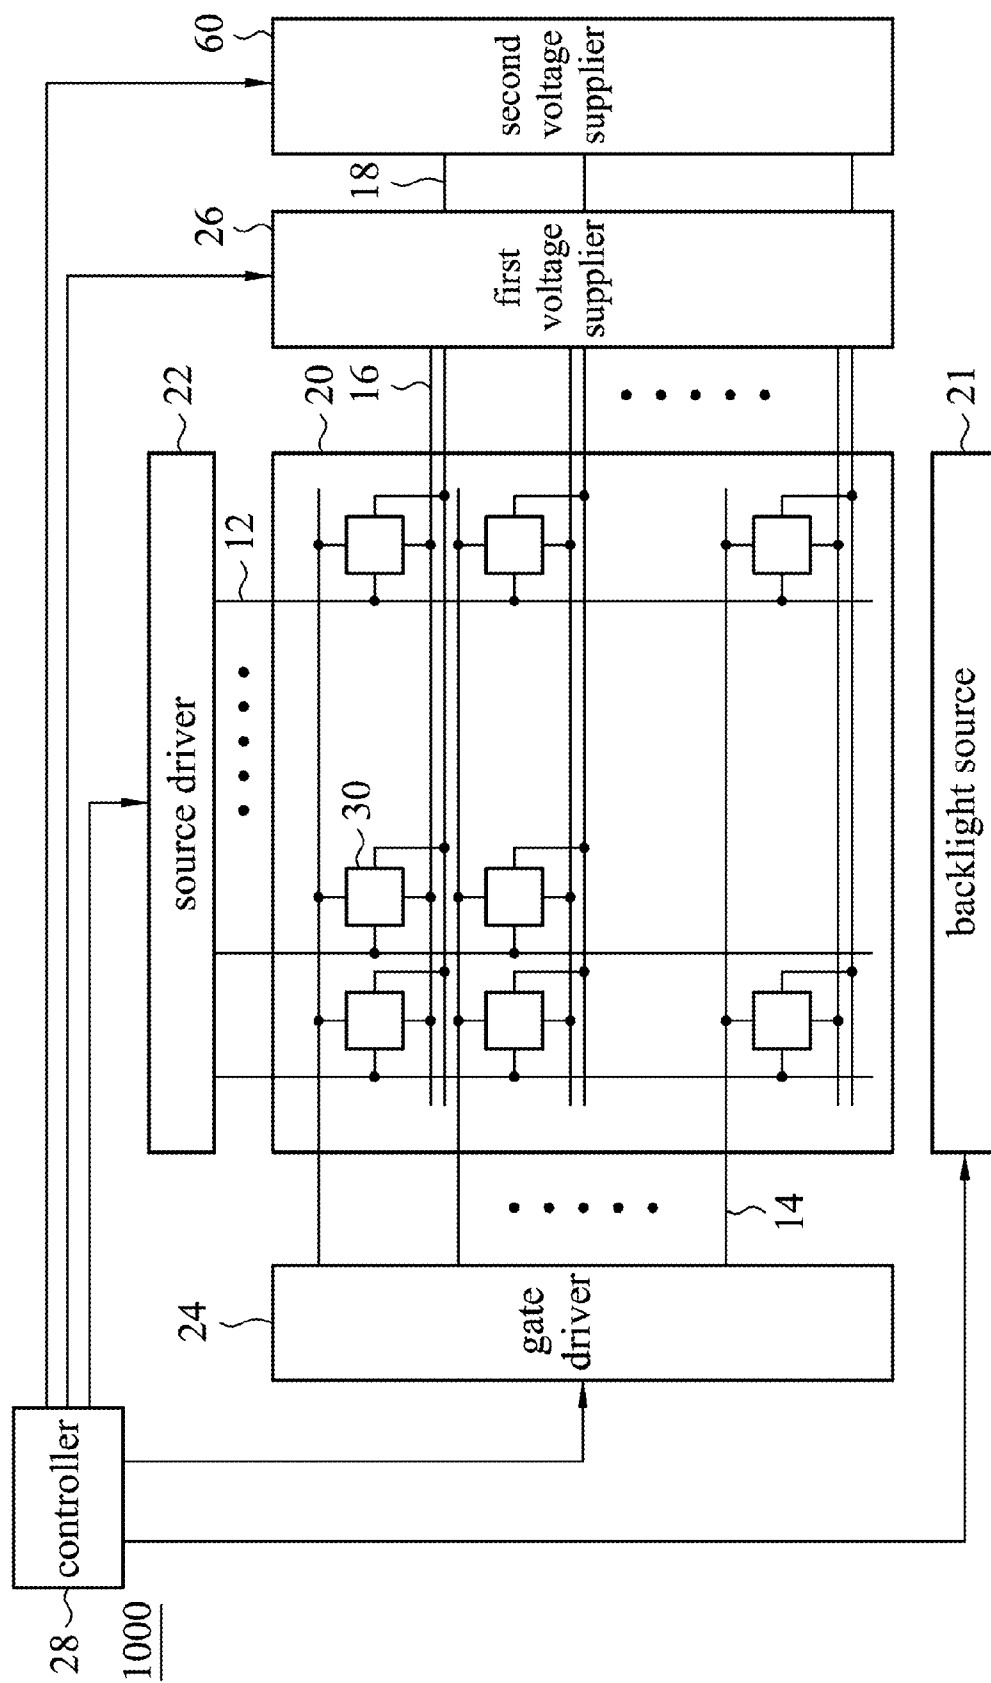 28
controller
1000
60
second
voltage
supplier
18
26
first
voltage
supplier
16
22
source driver
12
20
30
24
gate
driver
14
21
backlight source